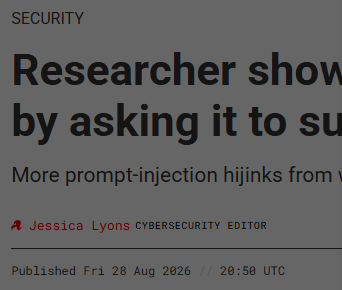 SECURITY
Researcher show
by asking it to su
More prompt-injection hijinks from
Jessica Lyons CYBERSECURITY EDITOR
Published Fri 28 Aug 2026 // 20:50 UTC